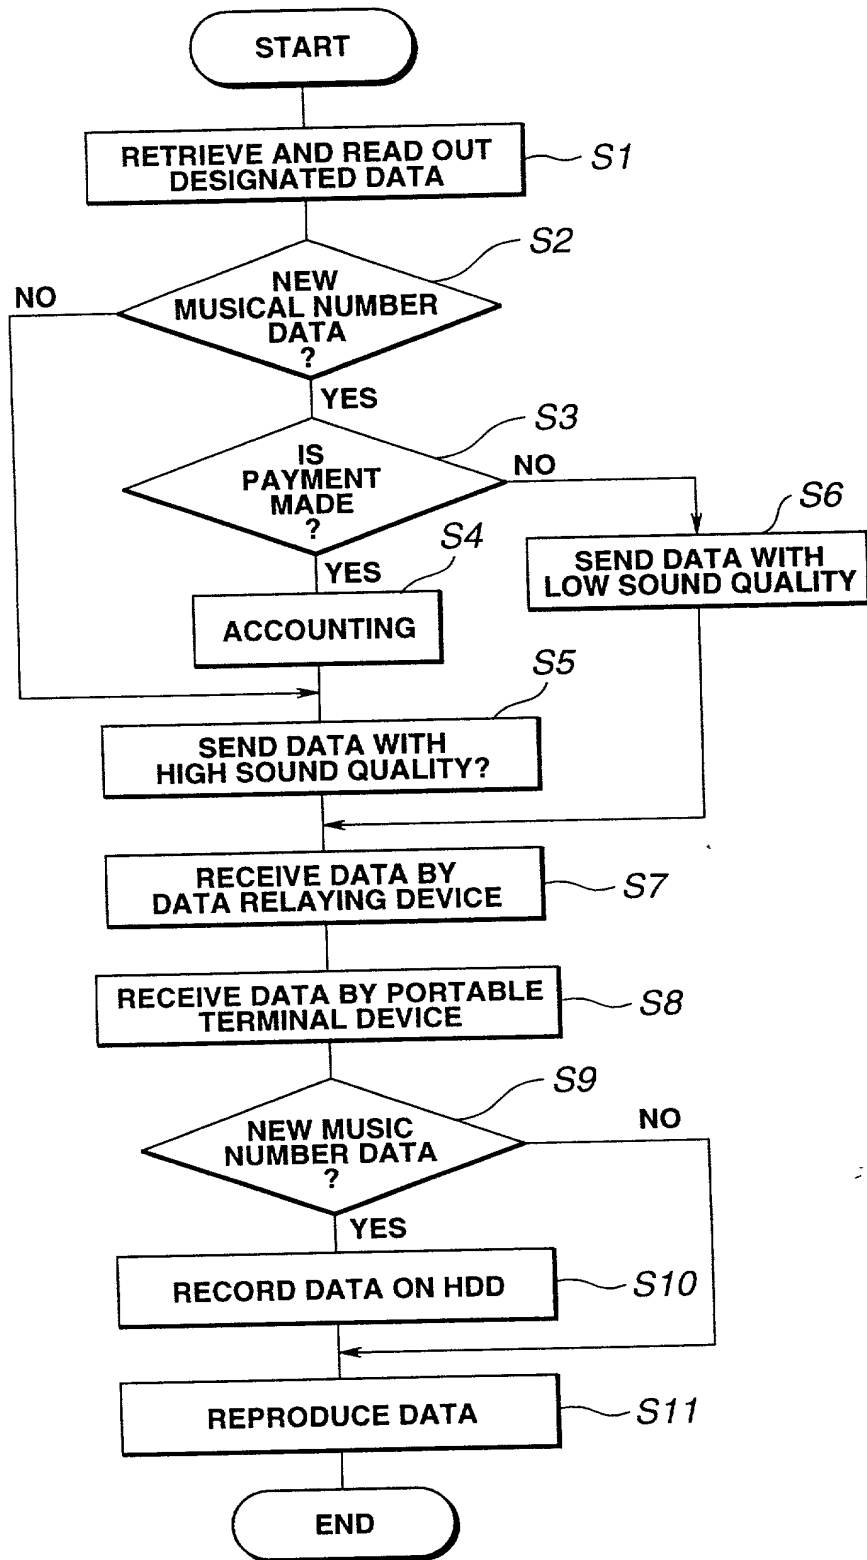 START
RETRIEVE AND READ OUT
DESIGNATED DATA
S1
S2
NEW
MUSICAL NUMBER
DATA
?
NO
YES
S3
IS
PAYMENT
MADE
?
NO
YES
S4
S6
SEND DATA WITH
LOW SOUND QUALITY
ACCOUNTING
S5
SEND DATA WITH
HIGH SOUND QUALITY?
RECEIVE DATA BY
DATA RELAYING DEVICE
S7
RECEIVE DATA BY PORTABLE
TERMINAL DEVICE
S8
S9
NEW MUSIC
NUMBER DATA
?
NO
YES
RECORD DATA ON HDD
S10
REPRODUCE DATA
S11
END